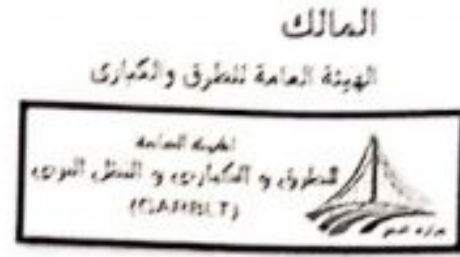 المالك
الهيئة العامة للطرق والكبارى
الهيئة العامة
للطرق و الكبارى و النقل البرى
(GARBLT)